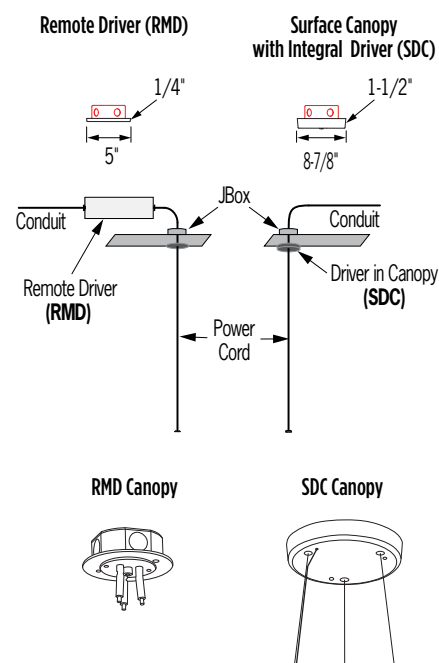 Remote Driver (RMD)
Surface Canopy
with Integral Driver (SDC)
1/4"
5"
1-1/2"
8-7/8"
JBox
Conduit
Conduit
Remote Driver
(RMD)
Driver in Canopy
(SDC)
Power
Cord
RMD Canopy
SDC Canopy